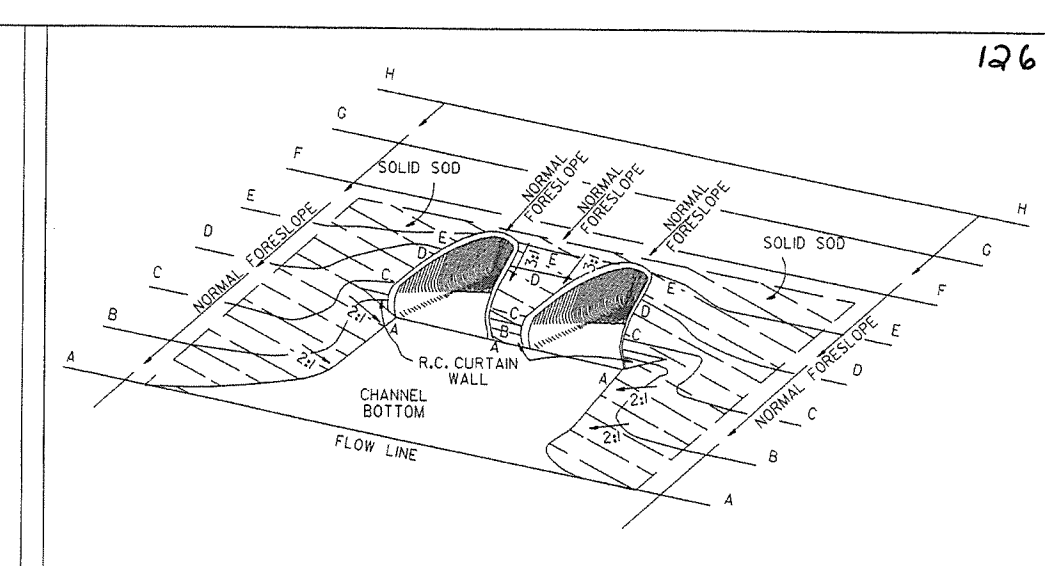 126
H
G
F
E
D
C
B
A
SOLID SOD
NORMAL
FORESLOPE
NORMAL
FORESLOPE
NORMAL
FORESLOPE
H
G
F
E
D
C
B
A
SOLID SOD
NORMAL FORESLOPE
NORMAL FORESLOPE
E
D
C
A
3:1
E
3:1
D
C
B
A
E
D
C
A
2:1
2:1
2:1
2:1
R.C. CURTAIN
WALL
CHANNEL
BOTTOM
FLOW LINE